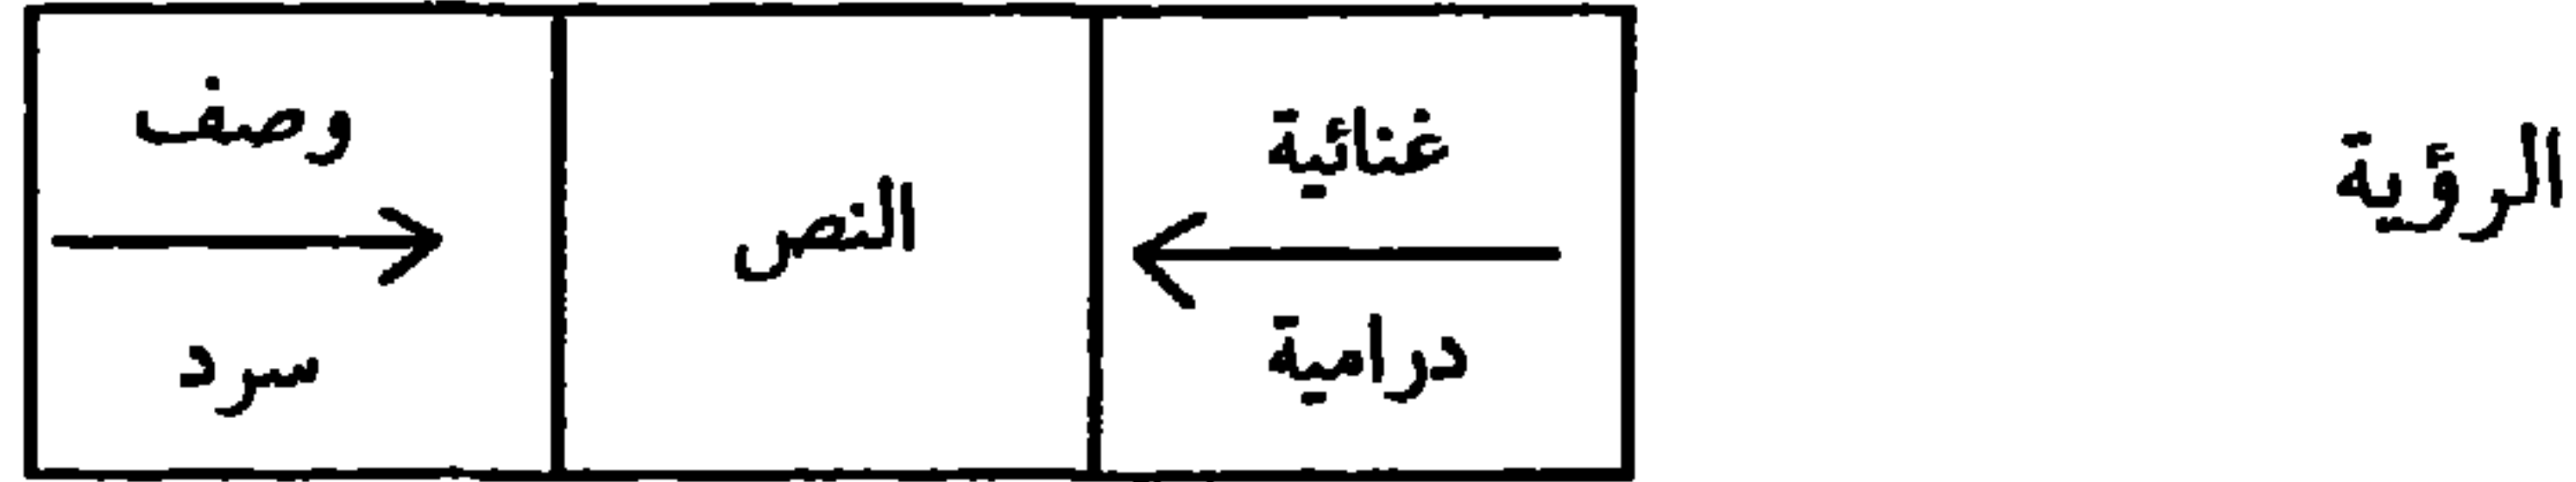 الرؤية
غنائية
درامية
النص
وصف
سرد